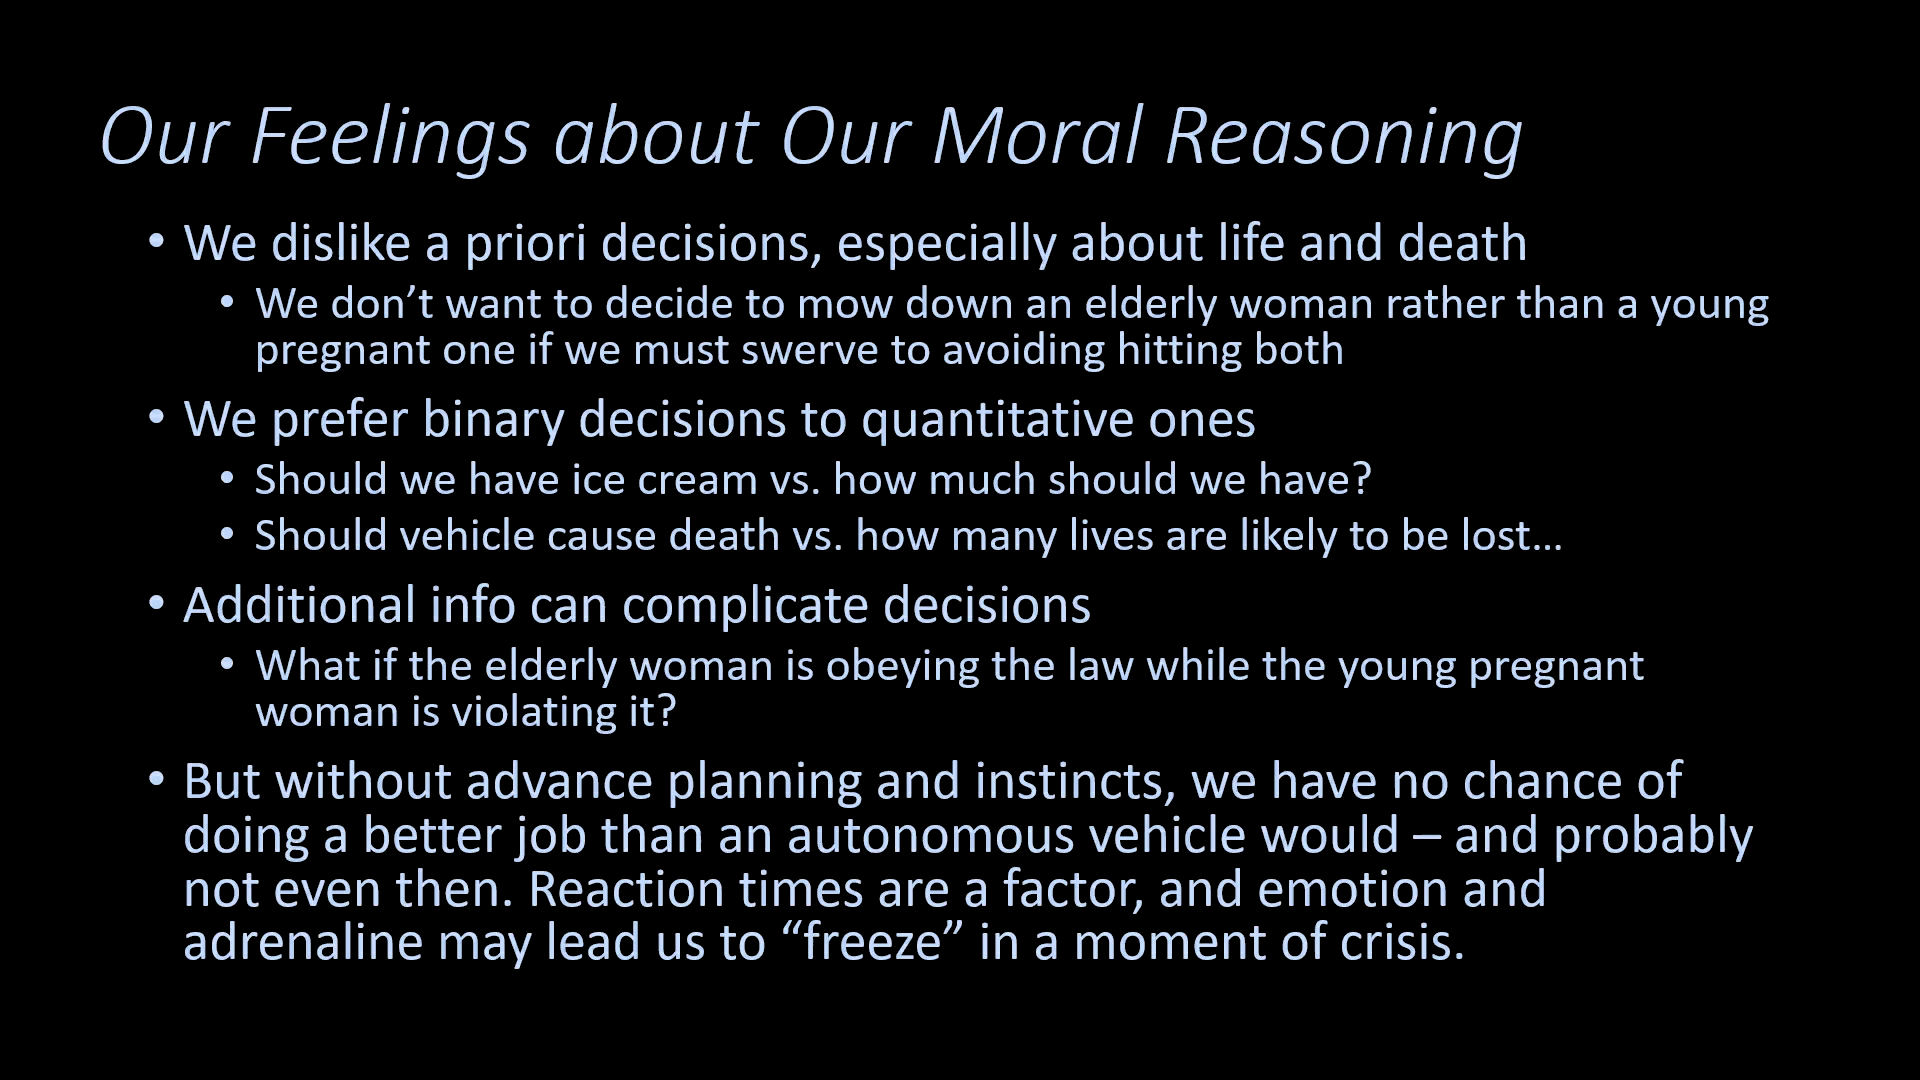 Our Feelings about Our Moral Reasoning
• We dislike a priori decisions, especially about life and death
• We don’t want to decide to mow down an elderly woman rather than a young
pregnant one if we must swerve to avoiding hitting both
• We prefer binary decisions to quantitative ones
• Should we have ice cream vs. how much should we have?
• Should vehicle cause death vs. how many lives are likely to be lost…
• Additional info can complicate decisions
• What if the elderly woman is obeying the law while the young pregnant
woman is violating it?
• But without advance planning and instincts, we have no chance of
doing a better job than an autonomous vehicle would – and probably
not even then. Reaction times are a factor, and emotion and
adrenaline may lead us to “freeze” in a moment of crisis.